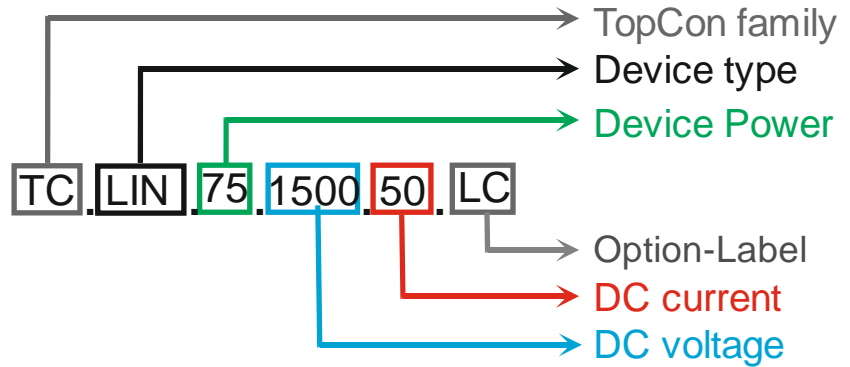 TopCon family
Device type
Device Power
TC.LIN.75.1500.50.LC
Option-Label
DC current
DC voltage